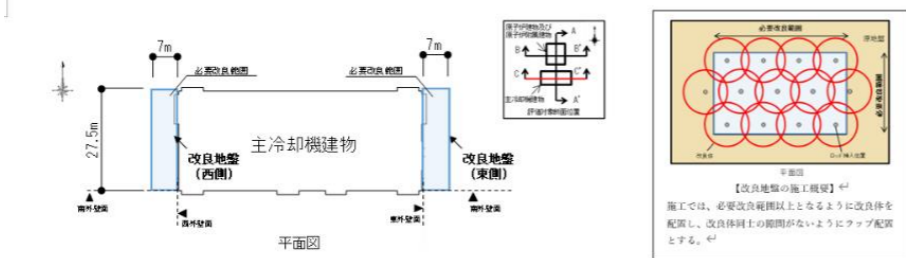 7m
7m
必要改良範囲
必要改良範囲
27.5m
主冷却機建物
改良地盤
(西側)
改良地盤
(東側)
南外壁面
西外壁面
東外壁面
南外壁面
平面図
原子炉建物及び
原子炉附属建物
A
B
B'
C
C'
主冷却機建物
A'
評価対象断面位置
必要改良範囲
原地盤
必要改良範囲
改良体
ロッド挿入位置
平面図
【改良地盤の施工概要】
施工では、必要改良範囲以上となるように改良体を
配置し、改良体同士の隙間がないようにラップ配置
とする。